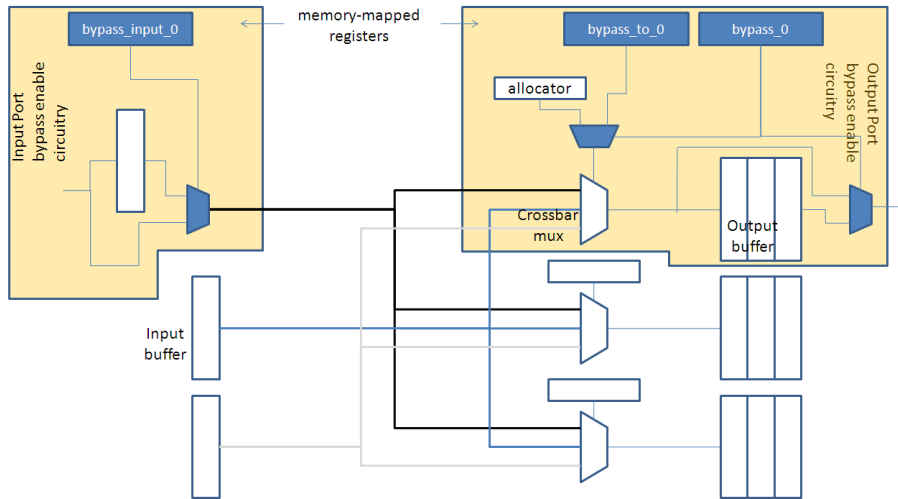 bypass_input_0
memory-mapped
registers
bypass_to_0
bypass_0
Input Port
bypass enable
circuitry
allocator
Output Port
bypass enable
circuitry
Crossbar
mux
Output
buffer
Input
buffer